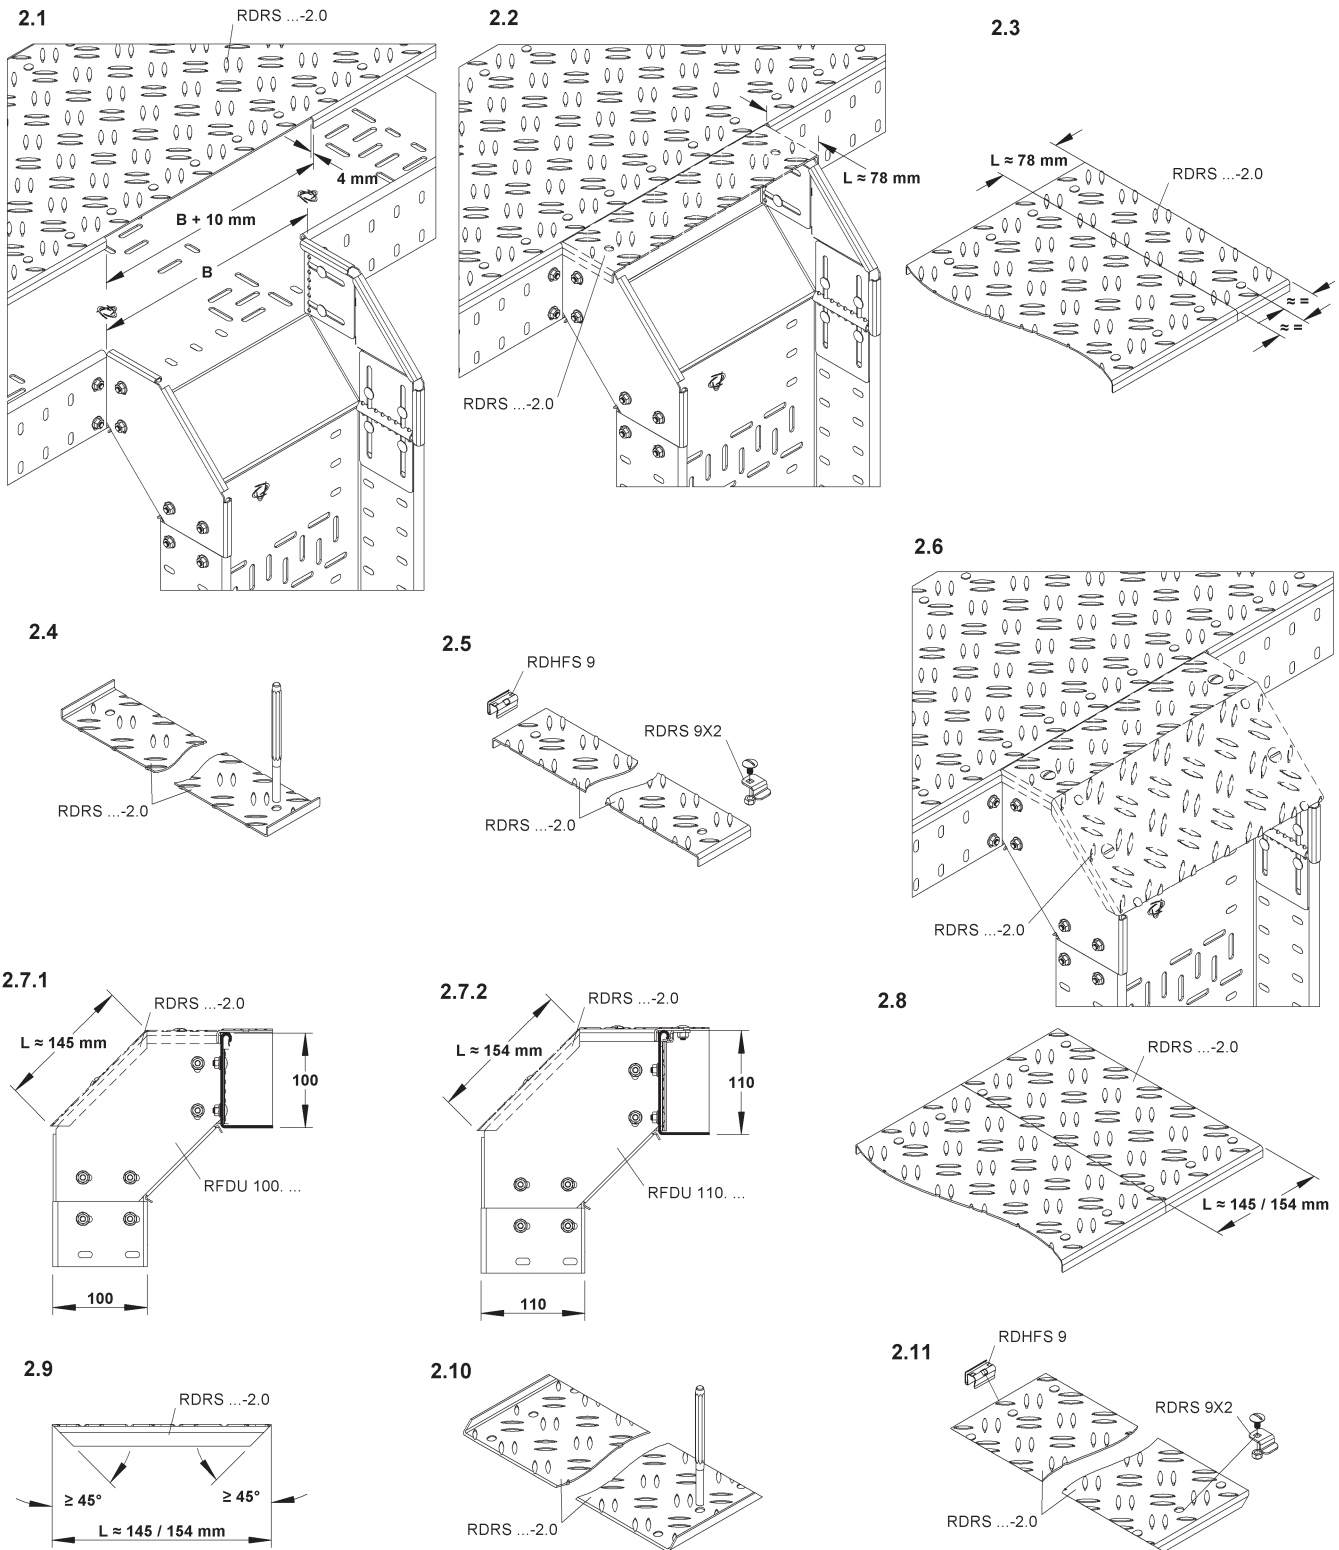 2.1
RDRS ...-2.0
4 mm
B + 10 mm
B
2.2
L ≈ 78 mm
RDRS ...-2.0
2.3
L ≈ 78 mm
RDRS ...-2.0
≈ =
≈ =
2.4
RDRS ...-2.0
2.5
RDHFS 9
RDRS 9X2
RDRS ...-2.0
2.6
RDRS ...-2.0
2.7.1
RDRS ...-2.0
L ≈ 145 mm
100
RFDU 100. ...
100
2.7.2
RDRS ...-2.0
L ≈ 154 mm
110
RFDU 110. ...
110
2.8
RDRS ...-2.0
L ≈ 145 / 154 mm
2.9
RDRS ...-2.0
≥ 45°
≥ 45°
L ≈ 145 / 154 mm
2.10
RDRS ...-2.0
2.11
RDHFS 9
RDRS 9X2
RDRS ...-2.0